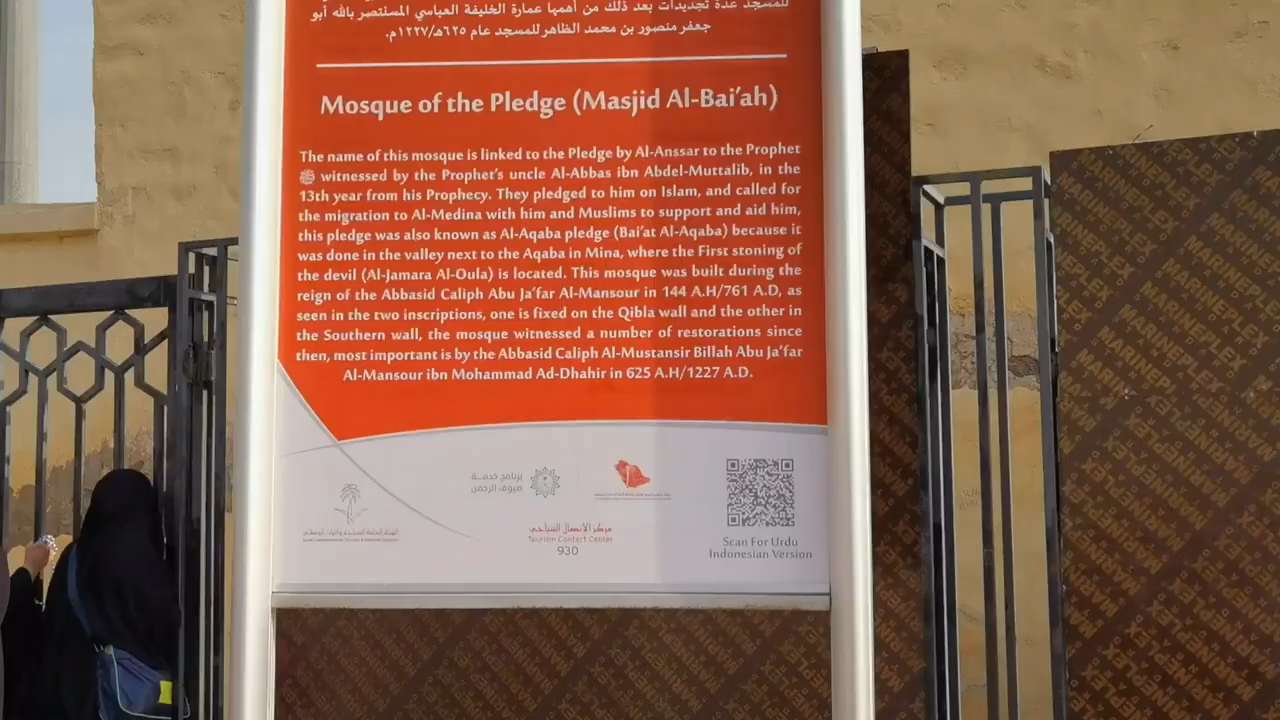 للمسجد عدة تجديدات بعد ذلك من أهمها عمارة الخليفة العباسي المستنصر بالله أبو
جعفر منصور بن محمد الظاهر للمسجد عام ٦٢٥هـ/١٢٢٧م.
Mosque of the Pledge (Masjid Al-Bai'ah)
The name of this mosque is linked to the Pledge by Al-Anssar to the Prophet
ﷺ witnessed by the Prophet's uncle Al-Abbas ibn Abdel-Muttalib, in the
13th year from his Prophecy. They pledged to him on Islam, and called for
the migration to Al-Medina with him and Muslims to support and aid him,
this pledge was also known as Al-Aqaba pledge (Bai'at Al-Aqaba) because it
was done in the valley next to the Aqaba in Mina, where the First stoning of
the devil (Al-Jamara Al-Oula) is located. This mosque was built during the
reign of the Abbasid Caliph Abu Ja'far Al-Mansour in 144 A.H/761 A.D, as
seen in the two inscriptions, one is fixed on the Qibla wall and the other in
the Southern wall, the mosque witnessed a number of restorations since
then, most important is by the Abbasid Caliph Al-Mustansir Billah Abu Ja'far
Al-Mansour ibn Mohammad Ad-Dhahir in 625 A.H/1227 A.D.
برنامج خدمة
ضيوف الرحمن
مركز الاتصال السياحي
Tourism Contact Center
930
Scan For Urdu
Indonesian Version
MARINEPLEX